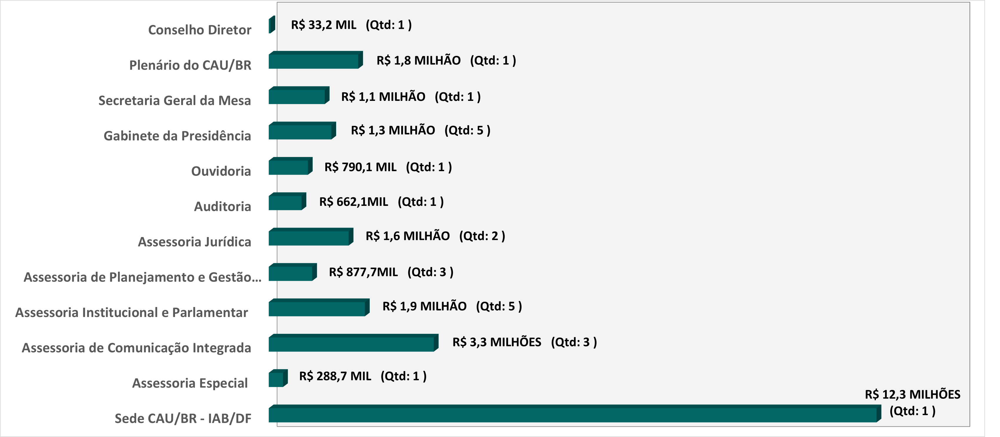 Conselho Diretor R$ 33,2 MIL (Qtd: 1 )
Plenário do CAU/BR R$ 1,8 MILHÃO (Qtd: 1 )
Secretaria Geral da Mesa R$ 1,1 MILHÃO (Qtd: 1 )
Gabinete da Presidência R$ 1,3 MILHÃO (Qtd: 5 )
Ouvidoria R$ 790,1 MIL (Qtd: 1 )
Auditoria R$ 662,1MIL (Qtd: 1 )
Assessoria Jurídica R$ 1,6 MILHÃO (Qtd: 2 )
Assessoria de Planejamento e Gestão... R$ 877,7MIL (Qtd: 3 )
Assessoria Institucional e Parlamentar R$ 1,9 MILHÃO (Qtd: 5 )
Assessoria de Comunicação Integrada R$ 3,3 MILHÕES (Qtd: 3 )
Assessoria Especial R$ 288,7 MIL (Qtd: 1 )
Sede CAU/BR - IAB/DF R$ 12,3 MILHÕES
(Qtd: 1 )